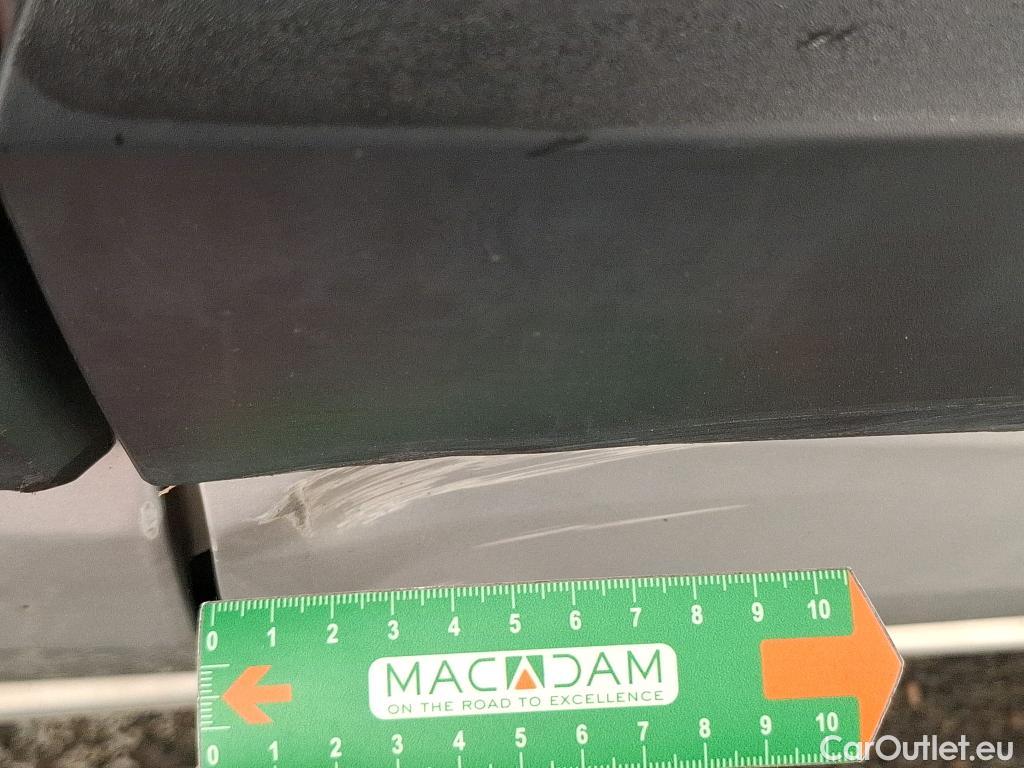 0 1 2 3 4 5 6 7 8 9 10
MACADAM
ON THE ROAD TO EXCELLENCE
0 1 2 3 4 5 6 7 8 9 10
CarOutlet.eu